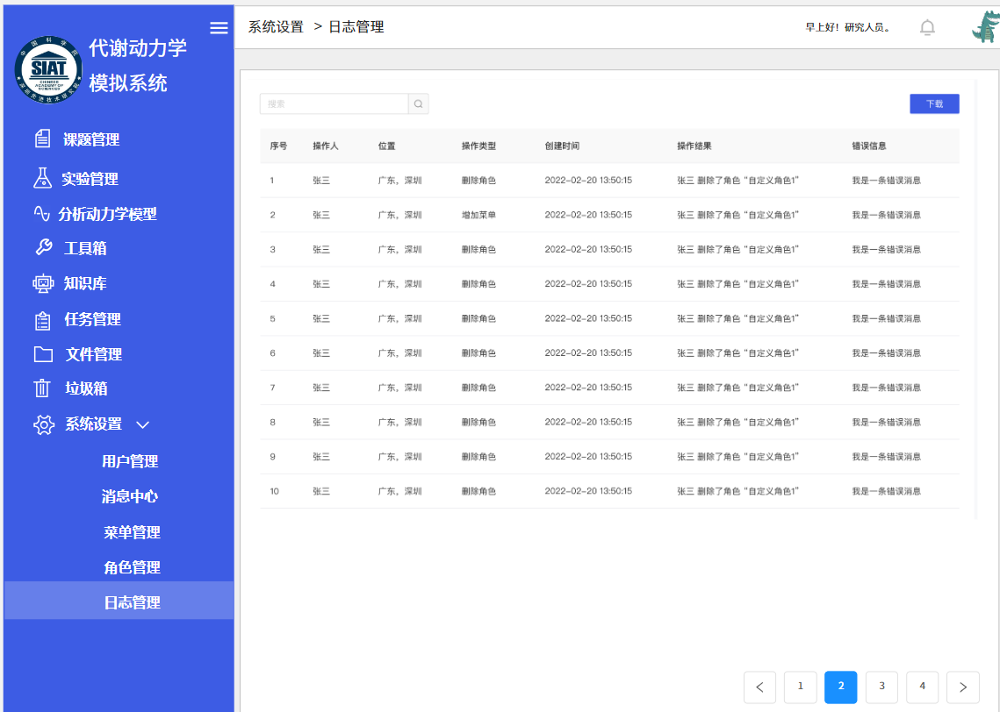 系统设置 > 日志管理
早上好！研究人员。
代谢动力学
模拟系统
中国科学院
SIAT
CHINESE
ACADEMY OF
SCIENCES
深圳先进技术研究院
课题管理
实验管理
分析动力学模型
工具箱
知识库
任务管理
文件管理
垃圾箱
系统设置
用户管理
消息中心
菜单管理
角色管理
日志管理
搜索
下载
序号 操作人 位置 操作类型 创建时间 操作结果 错误信息
1 张三 广东，深圳 删除角色 2022-02-20 13:50:15 张三 删除了角色“自定义角色1” 我是一条错误消息
2 张三 广东，深圳 增加菜单 2022-02-20 13:50:15 张三 删除了角色“自定义角色1” 我是一条错误消息
3 张三 广东，深圳 删除角色 2022-02-20 13:50:15 张三 删除了角色“自定义角色1” 我是一条错误消息
4 张三 广东，深圳 删除角色 2022-02-20 13:50:15 张三 删除了角色“自定义角色1” 我是一条错误消息
5 张三 广东，深圳 删除角色 2022-02-20 13:50:15 张三 删除了角色“自定义角色1” 我是一条错误消息
6 张三 广东，深圳 删除角色 2022-02-20 13:50:15 张三 删除了角色“自定义角色1” 我是一条错误消息
7 张三 广东，深圳 删除角色 2022-02-20 13:50:15 张三 删除了角色“自定义角色1” 我是一条错误消息
8 张三 广东，深圳 删除角色 2022-02-20 13:50:15 张三 删除了角色“自定义角色1” 我是一条错误消息
9 张三 广东，深圳 删除角色 2022-02-20 13:50:15 张三 删除了角色“自定义角色1” 我是一条错误消息
10 张三 广东，深圳 删除角色 2022-02-20 13:50:15 张三 删除了角色“自定义角色1” 我是一条错误消息
< 1 2 3 4 >